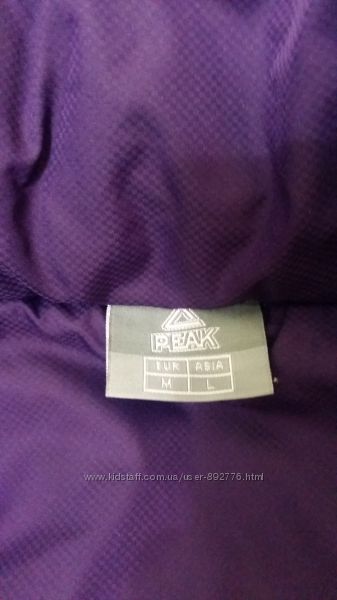 PEAK
EUR ASIA
M L
www.kidstaff.com.ua/user-892776.html